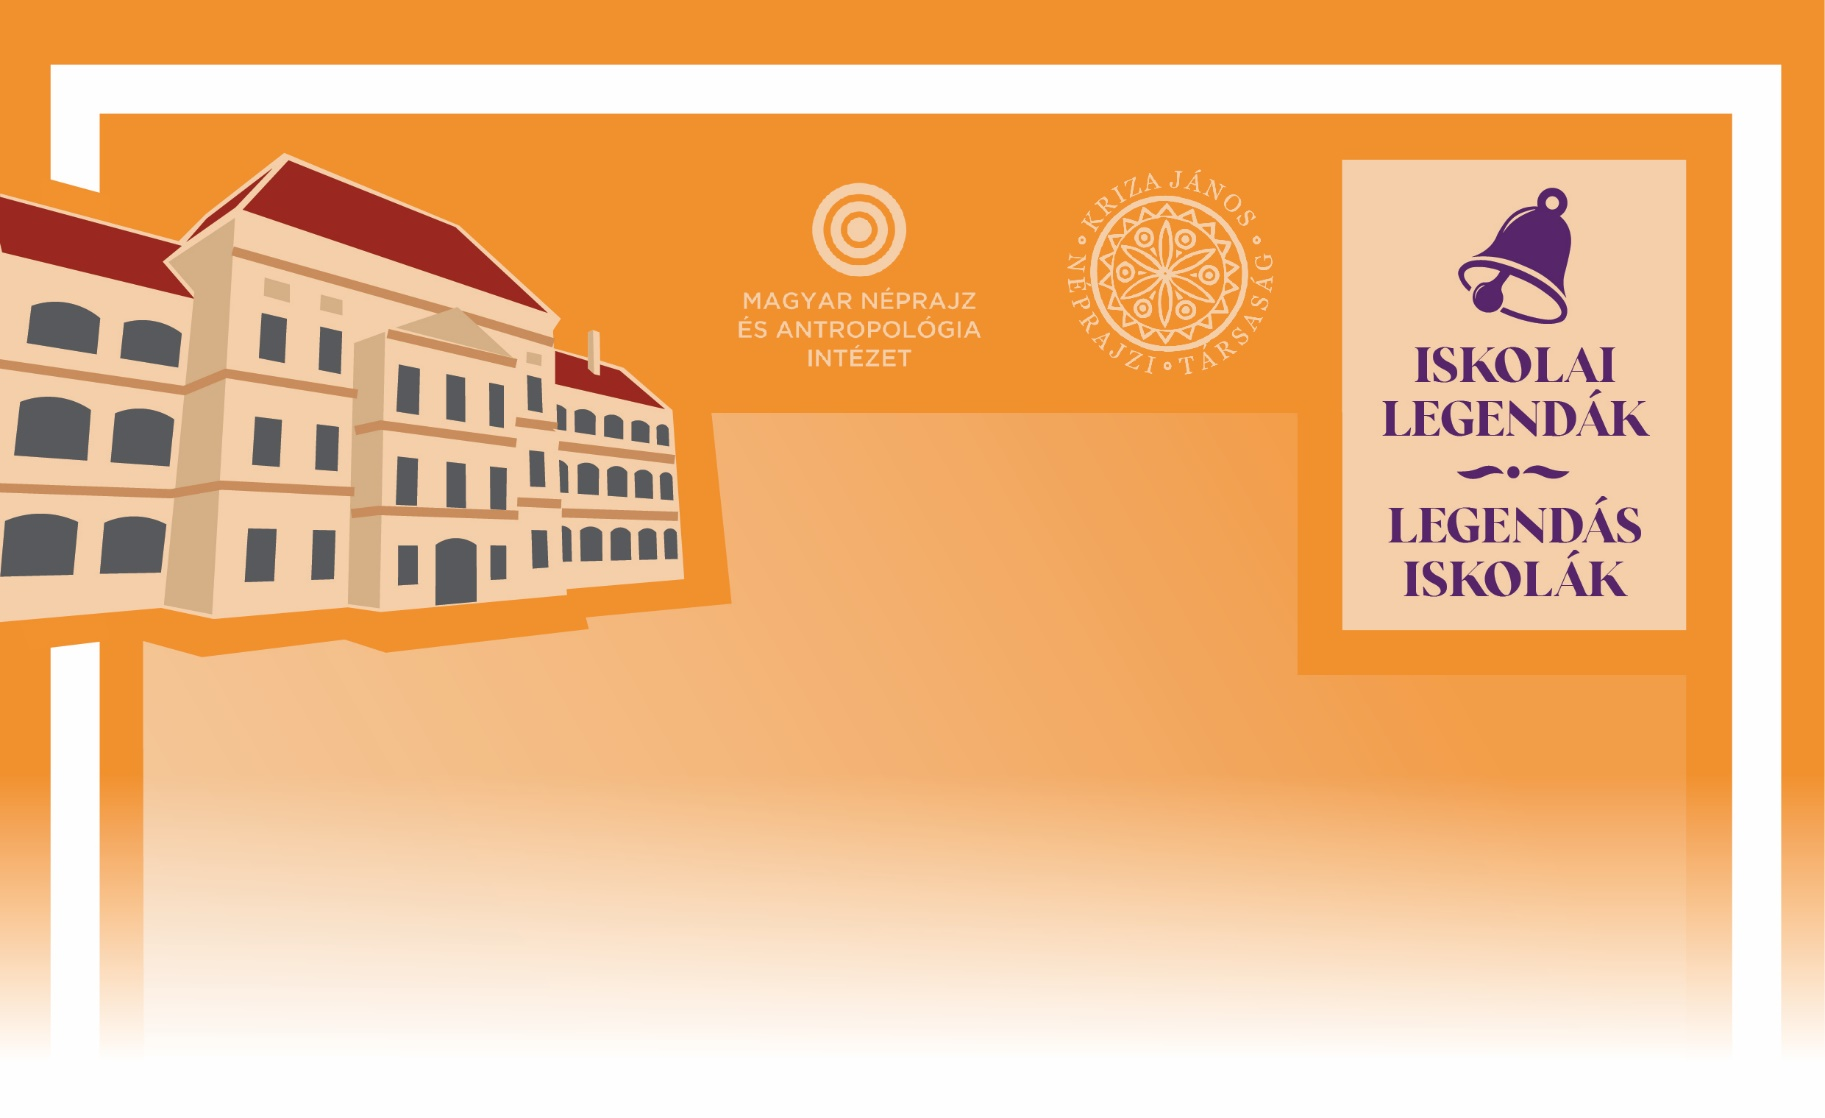 MAGYAR NÉPRAJZ
ÉS ANTROPOLÓGIA
INTÉZET
KRIZA JÁNOS
NÉPRAJZI • TÁRSASÁG
ISKOLAI
LEGENDÁK
LEGENDÁS
ISKOLÁK